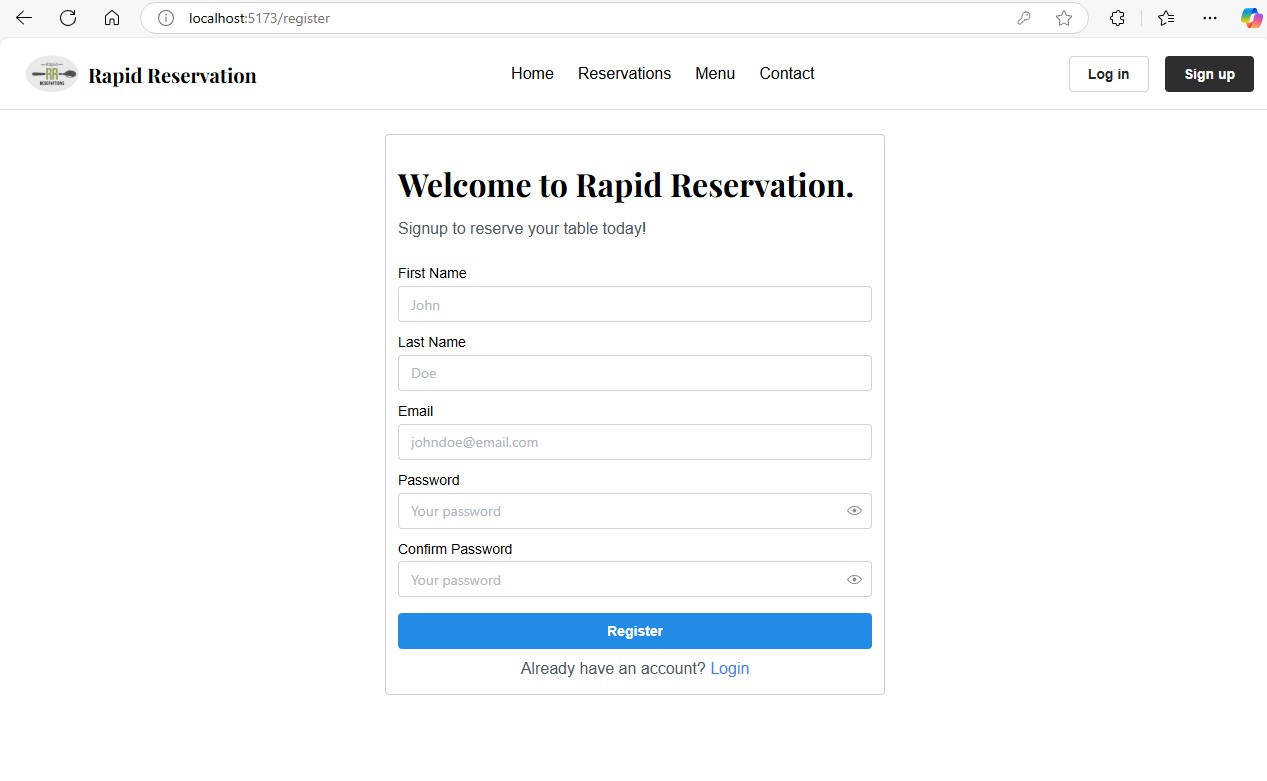 localhost:5173/register
Rapid
RR
RESERVATIONS
Rapid Reservation
Home
Reservations
Menu
Contact
Log in
Sign up
Welcome to Rapid Reservation.
Signup to reserve your table today!
First Name
John
Last Name
Doe
Email
johndoe@email.com
Password
Your password
Confirm Password
Your password
Register
Already have an account? Login